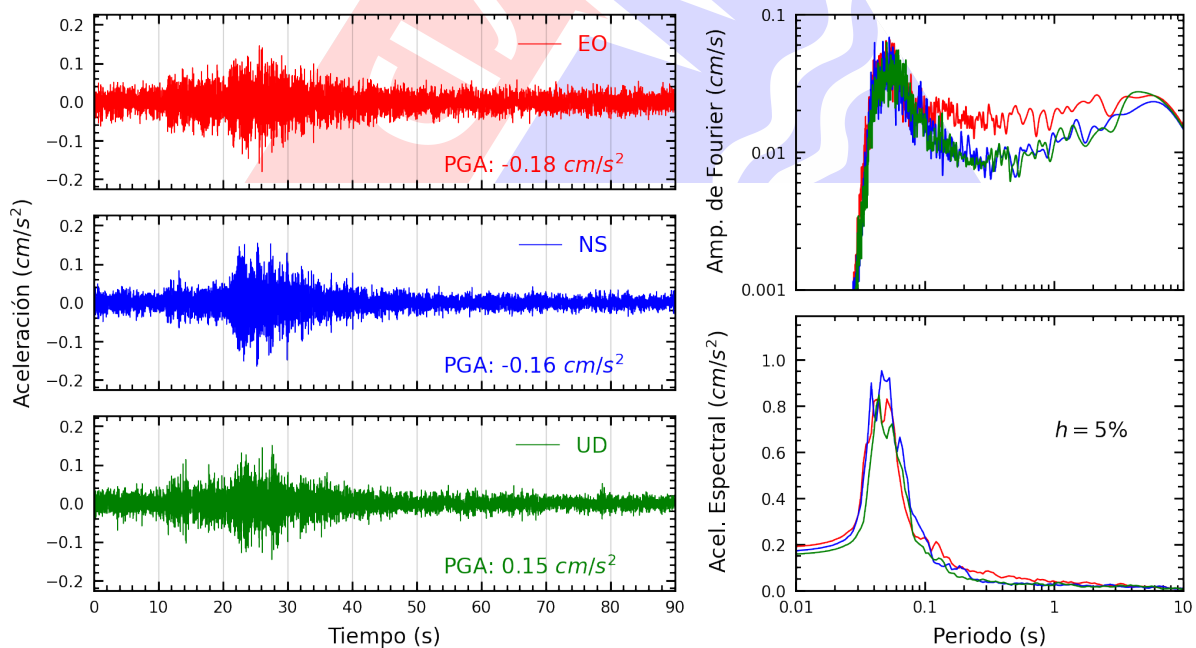 Aceleración (cm/s²)
0.2
0.1
0.0
−0.1
−0.2
EO
PGA: -0.18 cm/s²
0.2
0.1
0.0
−0.1
−0.2
NS
PGA: -0.16 cm/s²
0.2
0.1
0.0
−0.1
−0.2
UD
PGA: 0.15 cm/s²
0 10 20 30 40 50 60 70 80 90
Tiempo (s)
Amp. de Fourier (cm/s)
0.1
0.01
0.001
Acel. Espectral (cm/s²)
1.0
0.8
0.6
0.4
0.2
0.0
h = 5%
0.01 0.1 1 10
Periodo (s)